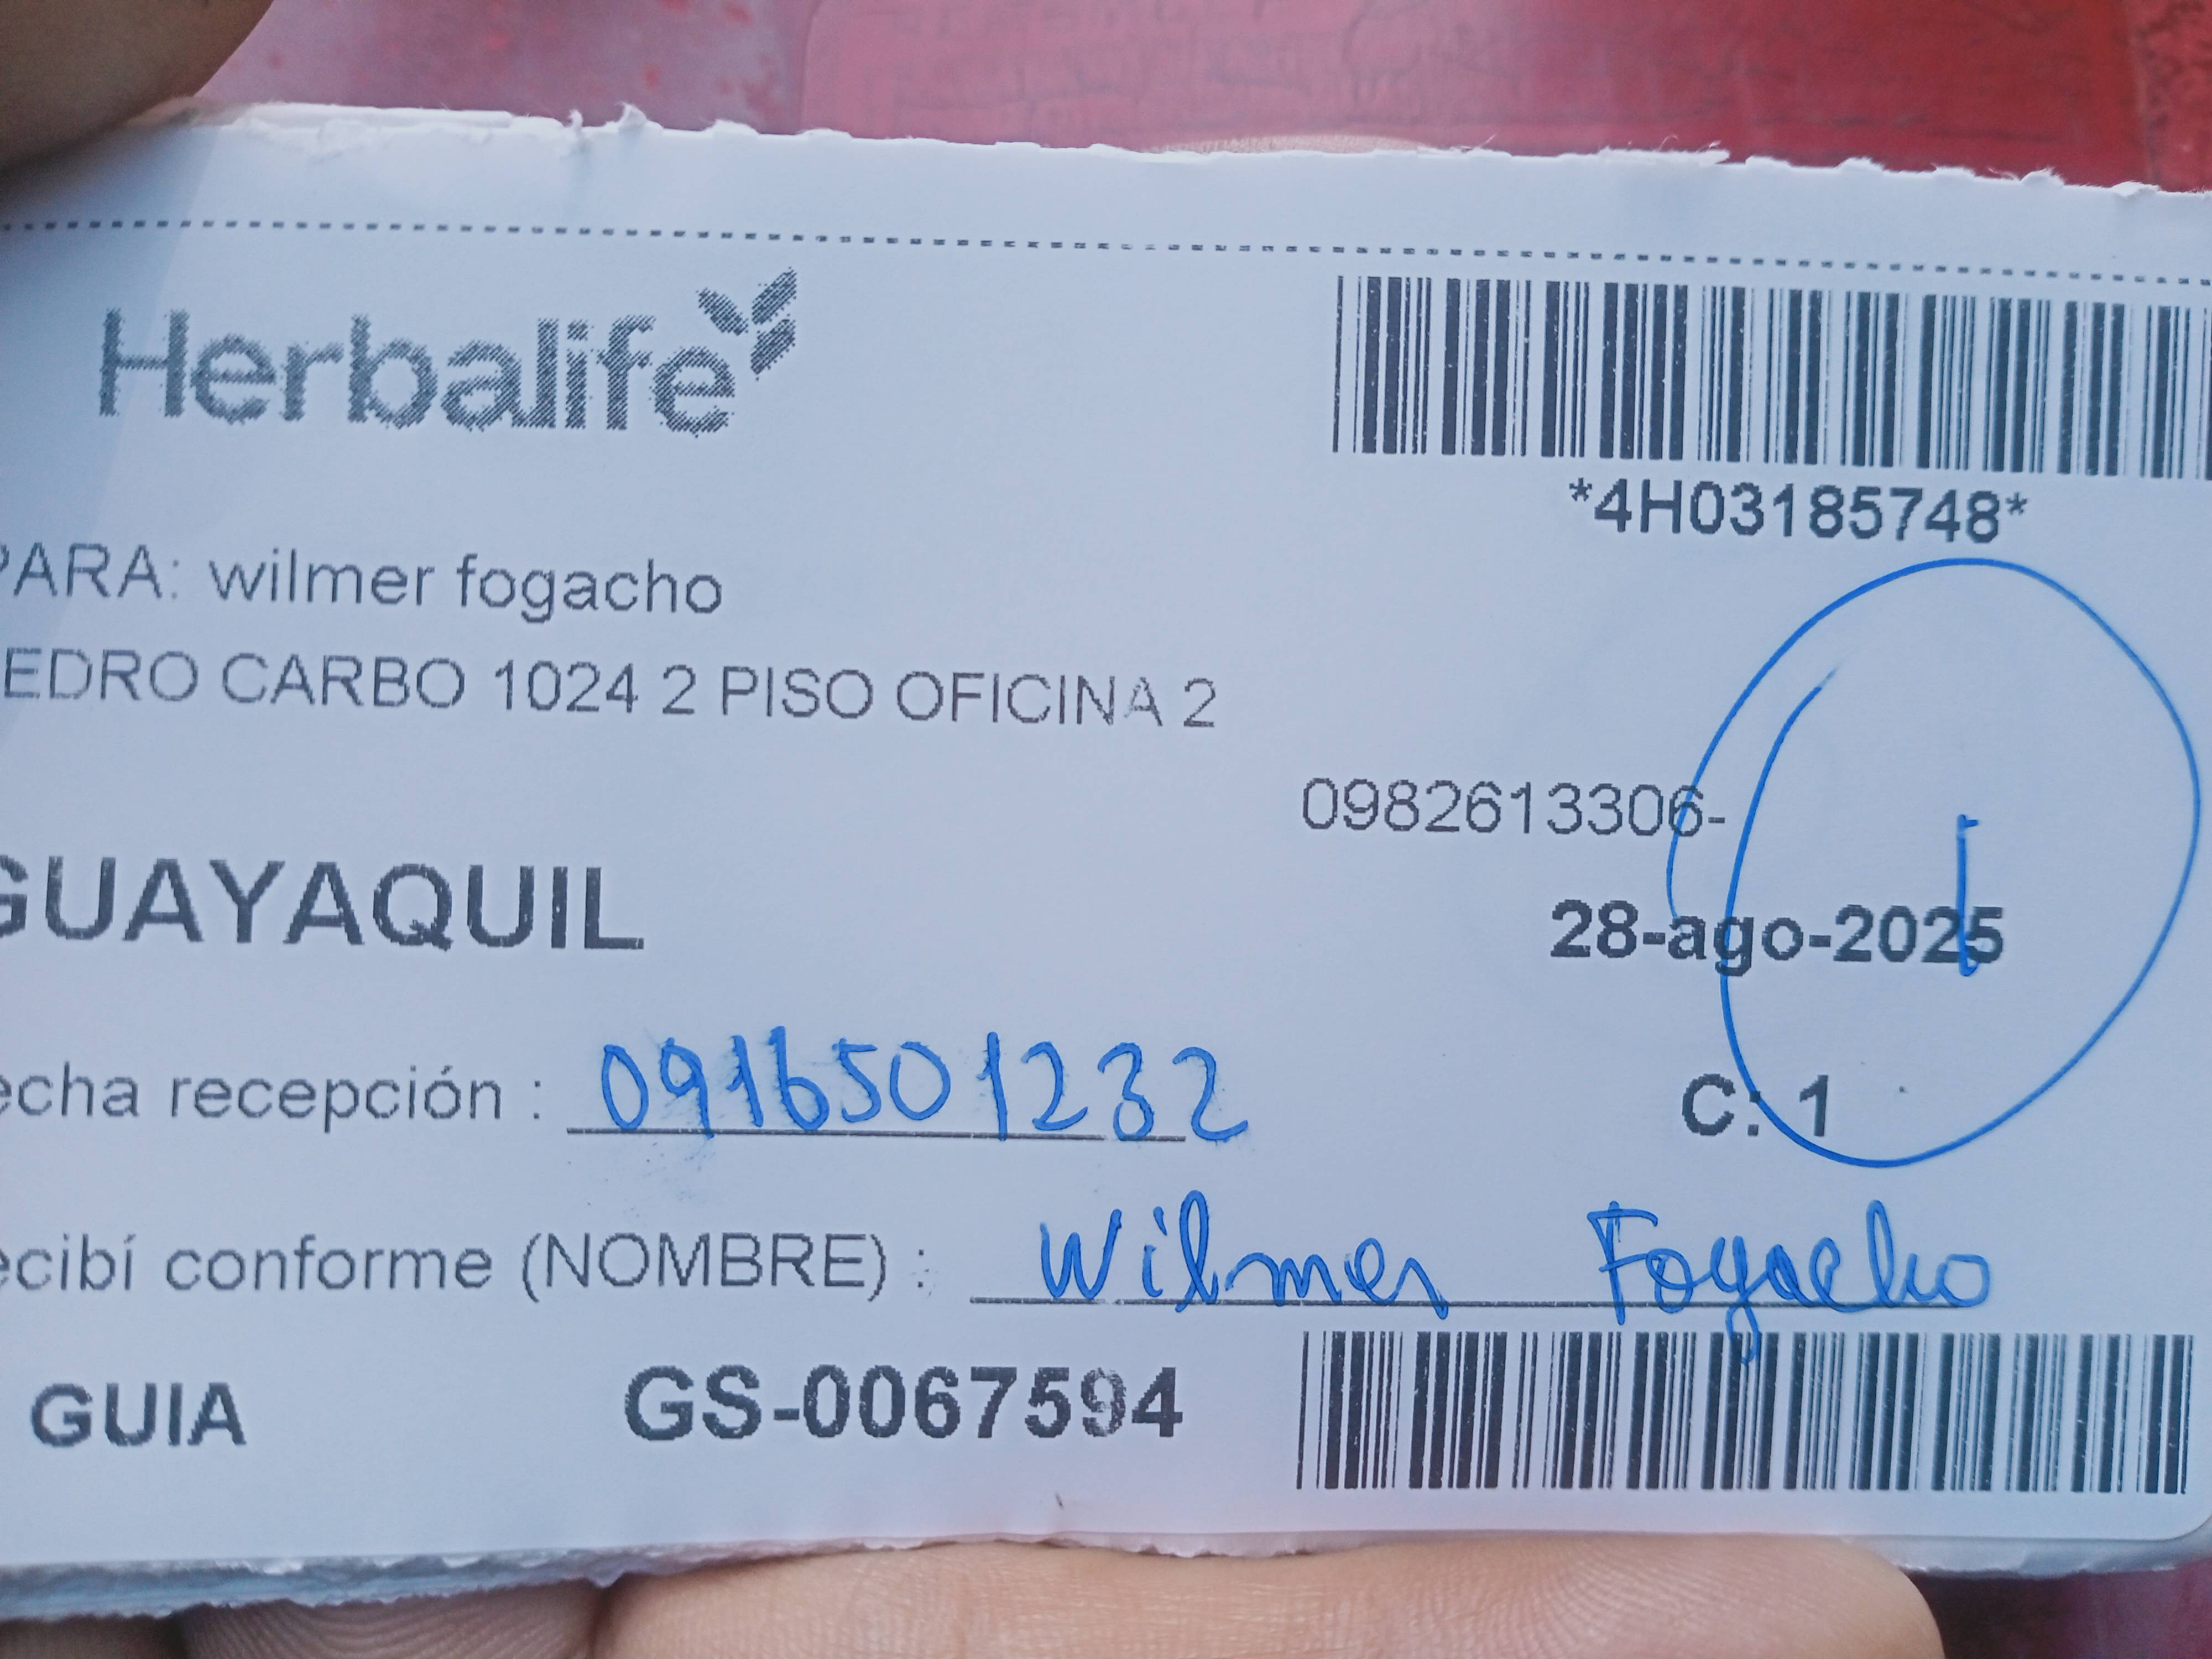 Herbalife
*4H03185748*
PARA: wilmer fogacho
EDRO CARBO 1024 2 PISO OFICINA 2
0982613306-
GUAYAQUIL
28-ago-2025
echa recepción : 0916501232
C: 1
ecibí conforme (NOMBRE) : Wilmer Fogacho
GUIA GS-0067594